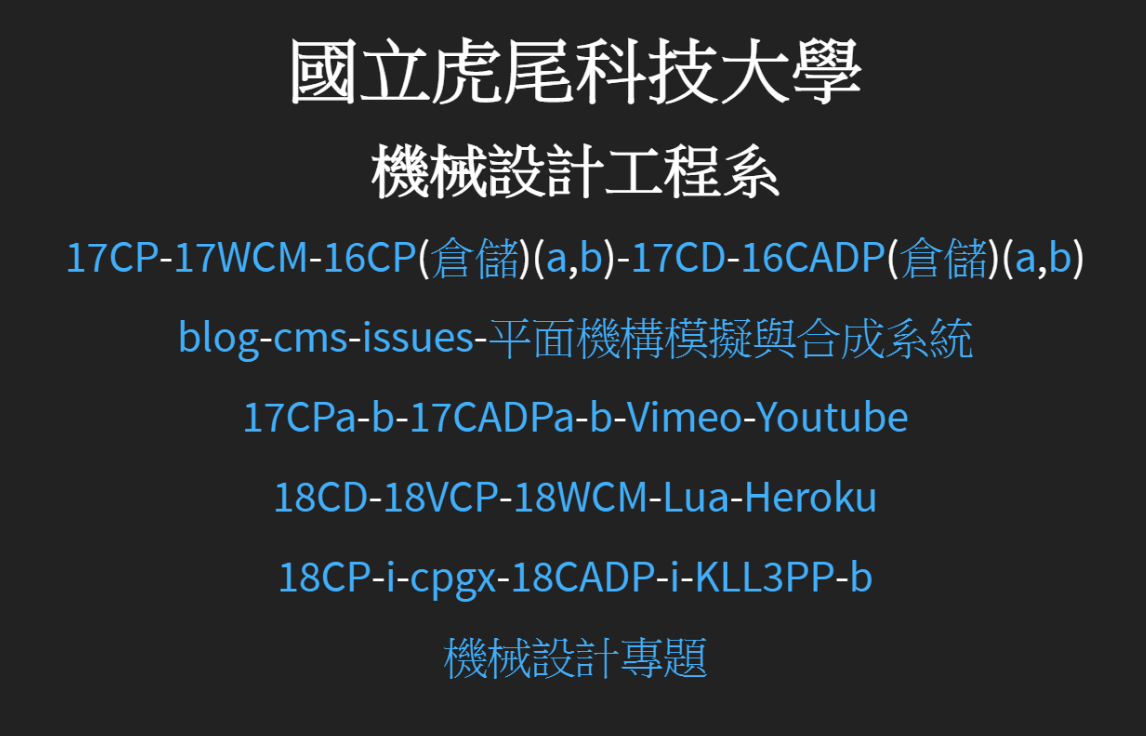 國立虎尾科技大學
機械設計工程系
17CP-17WCM-16CP(倉儲)(a,b)-17CD-16CADP(倉儲)(a,b)
blog-cms-issues-平面機構模擬與合成系統
17CPa-b-17CADPa-b-Vimeo-Youtube
18CD-18VCP-18WCM-Lua-Heroku
18CP-i-cpgx-18CADP-i-KLL3PP-b
機械設計專題